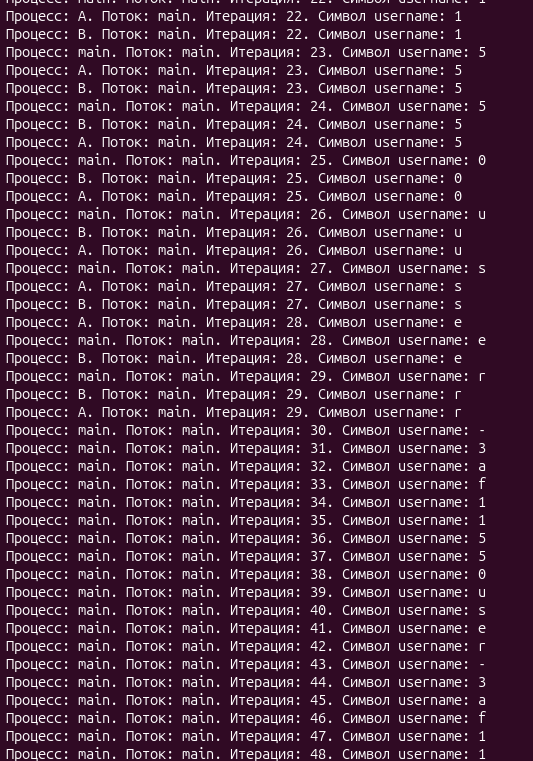 Процесс: main. Поток: main. Итерация: 22. Символ username: 1
Процесс: A. Поток: main. Итерация: 22. Символ username: 1
Процесс: B. Поток: main. Итерация: 22. Символ username: 1
Процесс: main. Поток: main. Итерация: 23. Символ username: 5
Процесс: A. Поток: main. Итерация: 23. Символ username: 5
Процесс: B. Поток: main. Итерация: 23. Символ username: 5
Процесс: main. Поток: main. Итерация: 24. Символ username: 5
Процесс: B. Поток: main. Итерация: 24. Символ username: 5
Процесс: A. Поток: main. Итерация: 24. Символ username: 5
Процесс: main. Поток: main. Итерация: 25. Символ username: 0
Процесс: B. Поток: main. Итерация: 25. Символ username: 0
Процесс: A. Поток: main. Итерация: 25. Символ username: 0
Процесс: main. Поток: main. Итерация: 26. Символ username: u
Процесс: B. Поток: main. Итерация: 26. Символ username: u
Процесс: A. Поток: main. Итерация: 26. Символ username: u
Процесс: main. Поток: main. Итерация: 27. Символ username: s
Процесс: A. Поток: main. Итерация: 27. Символ username: s
Процесс: B. Поток: main. Итерация: 27. Символ username: s
Процесс: A. Поток: main. Итерация: 28. Символ username: e
Процесс: main. Поток: main. Итерация: 28. Символ username: e
Процесс: B. Поток: main. Итерация: 28. Символ username: e
Процесс: main. Поток: main. Итерация: 29. Символ username: r
Процесс: B. Поток: main. Итерация: 29. Символ username: r
Процесс: A. Поток: main. Итерация: 29. Символ username: r
Процесс: main. Поток: main. Итерация: 30. Символ username: -
Процесс: main. Поток: main. Итерация: 31. Символ username: 3
Процесс: main. Поток: main. Итерация: 32. Символ username: a
Процесс: main. Поток: main. Итерация: 33. Символ username: f
Процесс: main. Поток: main. Итерация: 34. Символ username: 1
Процесс: main. Поток: main. Итерация: 35. Символ username: 1
Процесс: main. Поток: main. Итерация: 36. Символ username: 5
Процесс: main. Поток: main. Итерация: 37. Символ username: 5
Процесс: main. Поток: main. Итерация: 38. Символ username: 0
Процесс: main. Поток: main. Итерация: 39. Символ username: u
Процесс: main. Поток: main. Итерация: 40. Символ username: s
Процесс: main. Поток: main. Итерация: 41. Символ username: e
Процесс: main. Поток: main. Итерация: 42. Символ username: r
Процесс: main. Поток: main. Итерация: 43. Символ username: -
Процесс: main. Поток: main. Итерация: 44. Символ username: 3
Процесс: main. Поток: main. Итерация: 45. Символ username: a
Процесс: main. Поток: main. Итерация: 46. Символ username: f
Процесс: main. Поток: main. Итерация: 47. Символ username: 1
Процесс: main. Поток: main. Итерация: 48. Символ username: 1